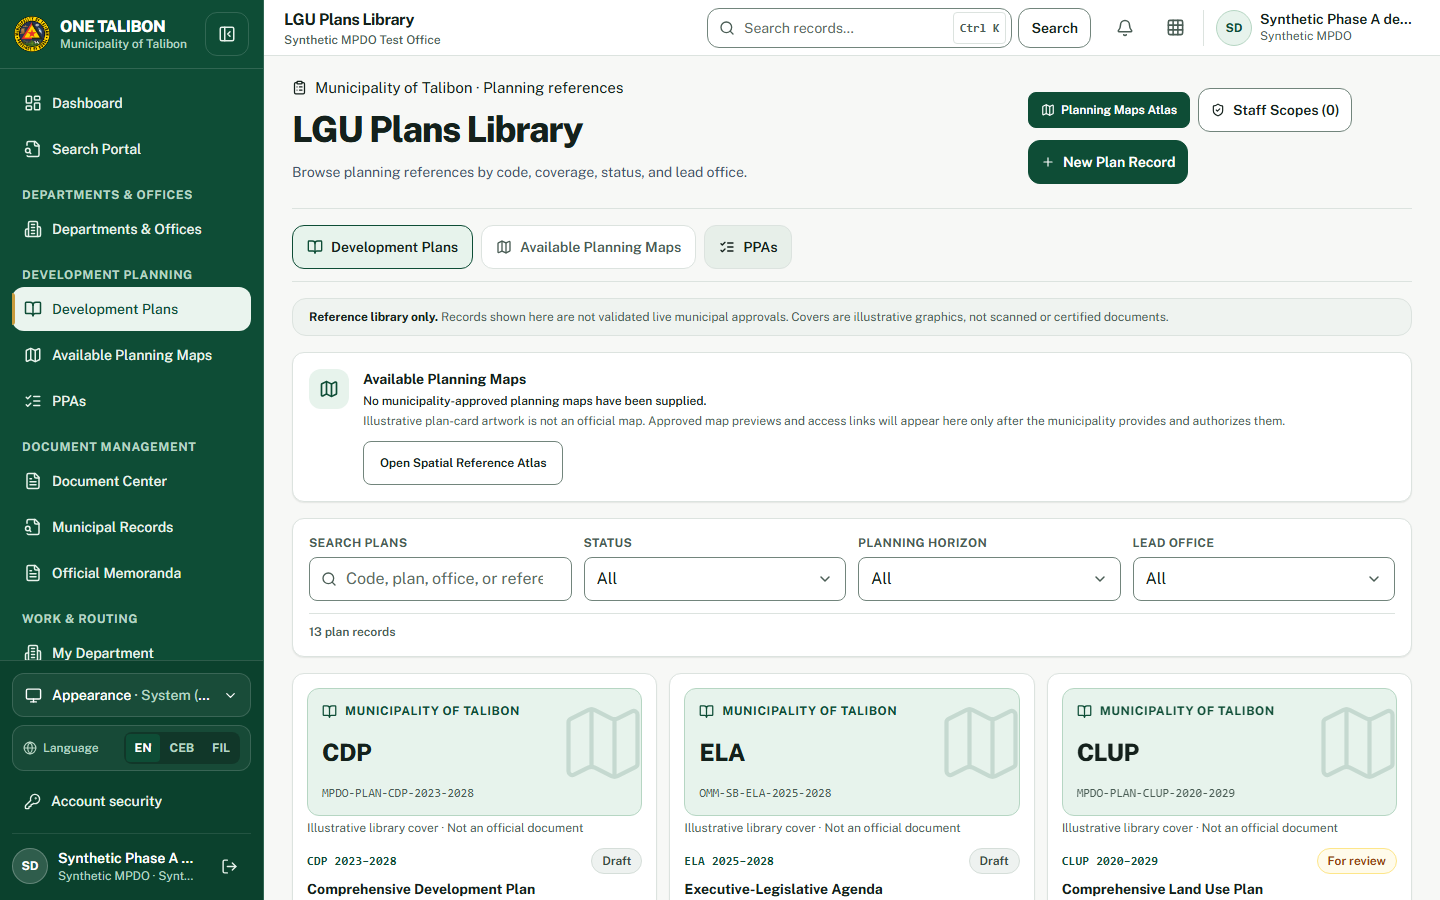 ONE TALIBON
Municipality of Talibon
Dashboard
Search Portal
DEPARTMENTS & OFFICES
Departments & Offices
DEVELOPMENT PLANNING
Development Plans
Available Planning Maps
PPAs
DOCUMENT MANAGEMENT
Document Center
Municipal Records
Official Memoranda
WORK & ROUTING
My Department
Appearance · System (...
Language EN CEB FIL
Account security
SD
Synthetic Phase A ...
Synthetic MPDO · Synt...
LGU Plans Library
Synthetic MPDO Test Office
Search records... Ctrl K
Search
SD
Synthetic Phase A de...
Synthetic MPDO
Municipality of Talibon · Planning references
LGU Plans Library
Browse planning references by code, coverage, status, and lead office.
Planning Maps Atlas
Staff Scopes (0)
New Plan Record
Development Plans
Available Planning Maps
PPAs
Reference library only. Records shown here are not validated live municipal approvals. Covers are illustrative graphics, not scanned or certified documents.
Available Planning Maps
No municipality-approved planning maps have been supplied.
Illustrative plan-card artwork is not an official map. Approved map previews and access links will appear here only after the municipality provides and authorizes them.
Open Spatial Reference Atlas
SEARCH PLANS
Code, plan, office, or refere
STATUS
All
PLANNING HORIZON
All
LEAD OFFICE
All
13 plan records
MUNICIPALITY OF TALIBON
CDP
MPDO-PLAN-CDP-2023-2028
Illustrative library cover · Not an official document
CDP 2023–2028
Draft
Comprehensive Development Plan
MUNICIPALITY OF TALIBON
ELA
OMM-SB-ELA-2025-2028
Illustrative library cover · Not an official document
ELA 2025–2028
Draft
Executive-Legislative Agenda
MUNICIPALITY OF TALIBON
CLUP
MPDO-PLAN-CLUP-2020-2029
Illustrative library cover · Not an official document
CLUP 2020–2029
For review
Comprehensive Land Use Plan